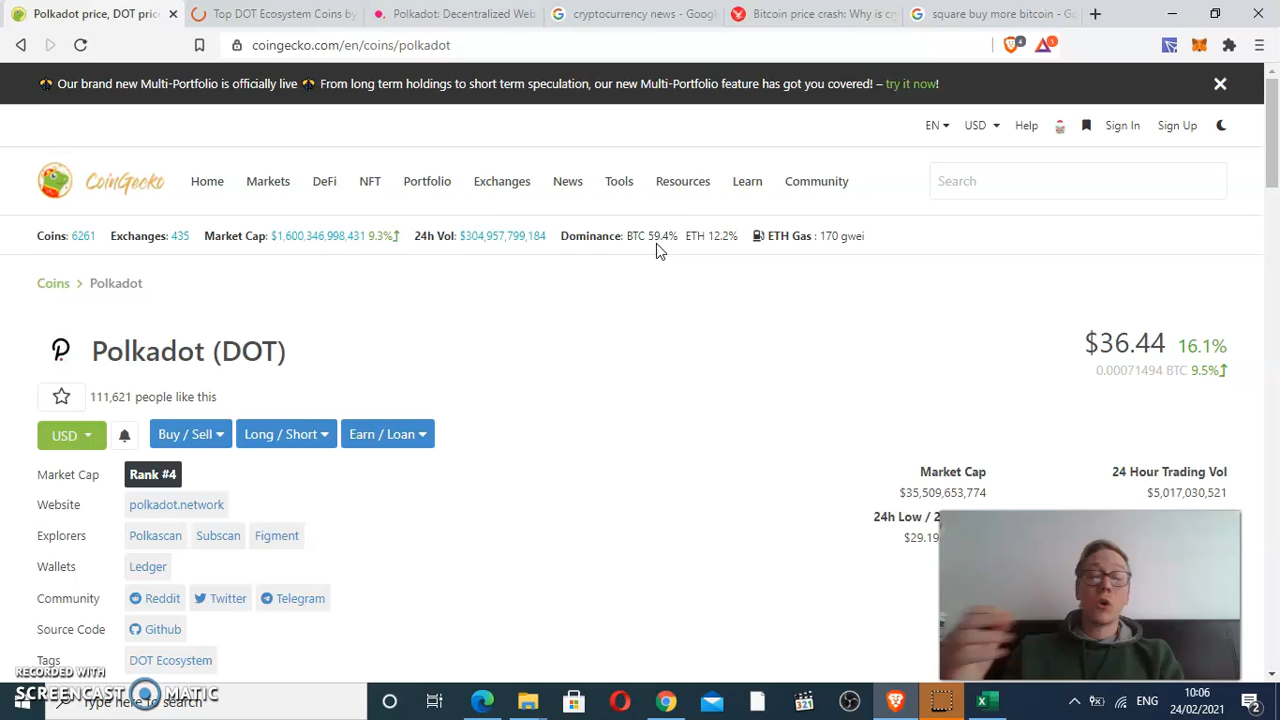 Polkadot price, DOT pric
Top DOT Ecosystem Coins by
Polkadot: Decentralized Web
cryptocurrency news - Google
Bitcoin price crash: Why is cry
square buy more bitcoin - Go
coingecko.com/en/coins/polkadot
Our brand new Multi-Portfolio is officially live From long term holdings to short term speculation, our new Multi-Portfolio feature has got you covered! – try it now!
EN USD Help Sign In Sign Up
CoinGecko Home Markets DeFi NFT Portfolio Exchanges News Tools Resources Learn Community Search
Coins: 6261 Exchanges: 435 Market Cap: $1,600,346,998,431 9.3% 24h Vol: $304,957,799,184 Dominance: BTC 59.4% ETH 12.2% ETH Gas : 170 gwei
Coins > Polkadot
Polkadot (DOT)
$36.44 16.1%
0.00071494 BTC 9.5%
111,621 people like this
USD Buy / Sell Long / Short Earn / Loan
Market Cap Rank #4
Market Cap 24 Hour Trading Vol
$35,509,653,774 $5,017,030,521
Website polkadot.network
24h Low / 2
Explorers Polkascan Subscan Figment
$29.19
Wallets Ledger
Community Reddit Twitter Telegram
Source Code Github
Tags DOT Ecosystem
RECORDED WITH
SCREENCAST MATIC
Type here to search
321
ENG
10:06
24/02/2021
2